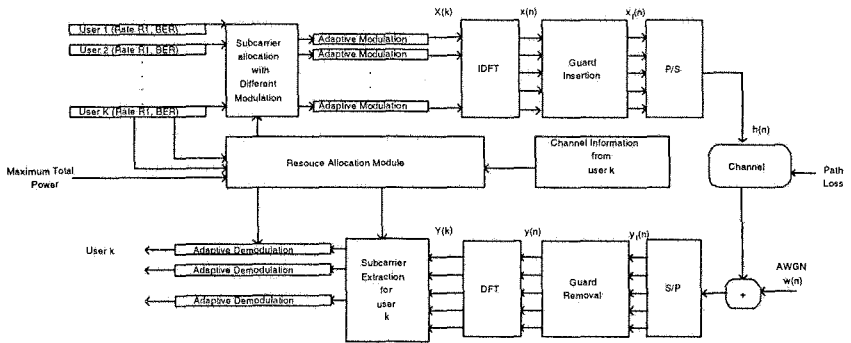 User 1 (Rate R1, BER)
User 2 (Rate R1, BER)
User K (Rate R1, BER)
Subcarrier
allocation
with
Different
Modulation
Adaptive Modulation
Adaptive Modulation
Adaptive Modulation
X(k)
IDFT
x(n)
Guard
Insertion
x_f(n)
P/S
h(n)
Channel
Path
Loss
Maximum Total
Power
Resouce Allocation Module
Channel Information
from
user k
User k
Adaptive Demodulation
Adaptive Demodulation
Adaptive Demodulation
Subcarrier
Extraction
for
user
k
Y(k)
DFT
y(n)
Guard
Removal
y_f(n)
S/P
+
AWGN
w(n)